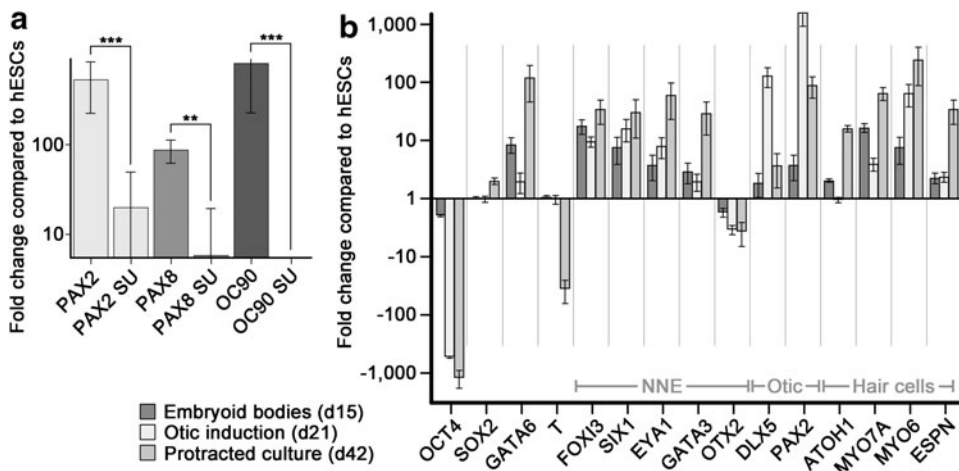 a
Fold change compared to hESCs
100
10
***
**
***
PAX2
PAX2 SU
PAX8
PAX8 SU
OC90
OC90 SU
Embryoid bodies (d15)
Otic induction (d21)
Protracted culture (d42)
b
Fold change compared to hESCs
1,000
100
10
1
-10
-100
-1,000
NNE
Otic
Hair cells
OCT4
SOX2
GATA6
T
FOXI3
SIX1
EYA1
GATA3
OTX2
DLX5
PAX2
ATOH1
MYO7A
MYO6
ESPN